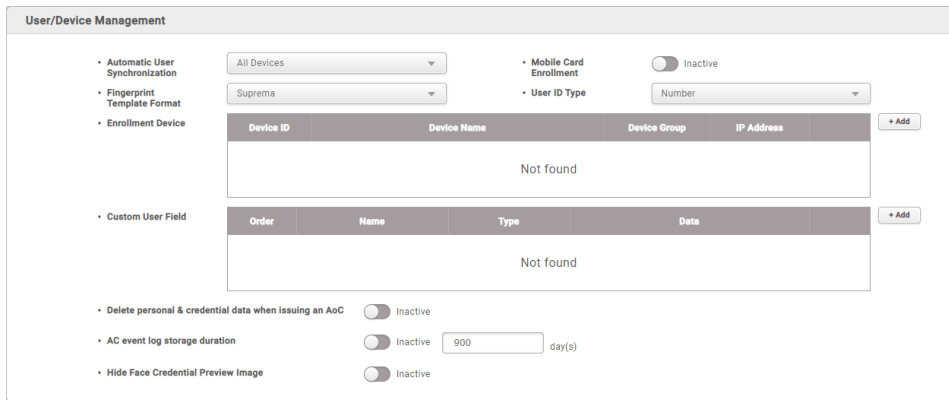 User/Device Management
• Automatic User Synchronization
All Devices
• Mobile Card Enrollment
Inactive
• Fingerprint Template Format
Suprema
• User ID Type
Number
• Enrollment Device
Device ID Device Name Device Group IP Address
+ Add
Not found
• Custom User Field
Order Name Type Data
+ Add
Not found
• Delete personal & credential data when issuing an AoC Inactive
• AC event log storage duration Inactive 900 day(s)
• Hide Face Credential Preview Image Inactive